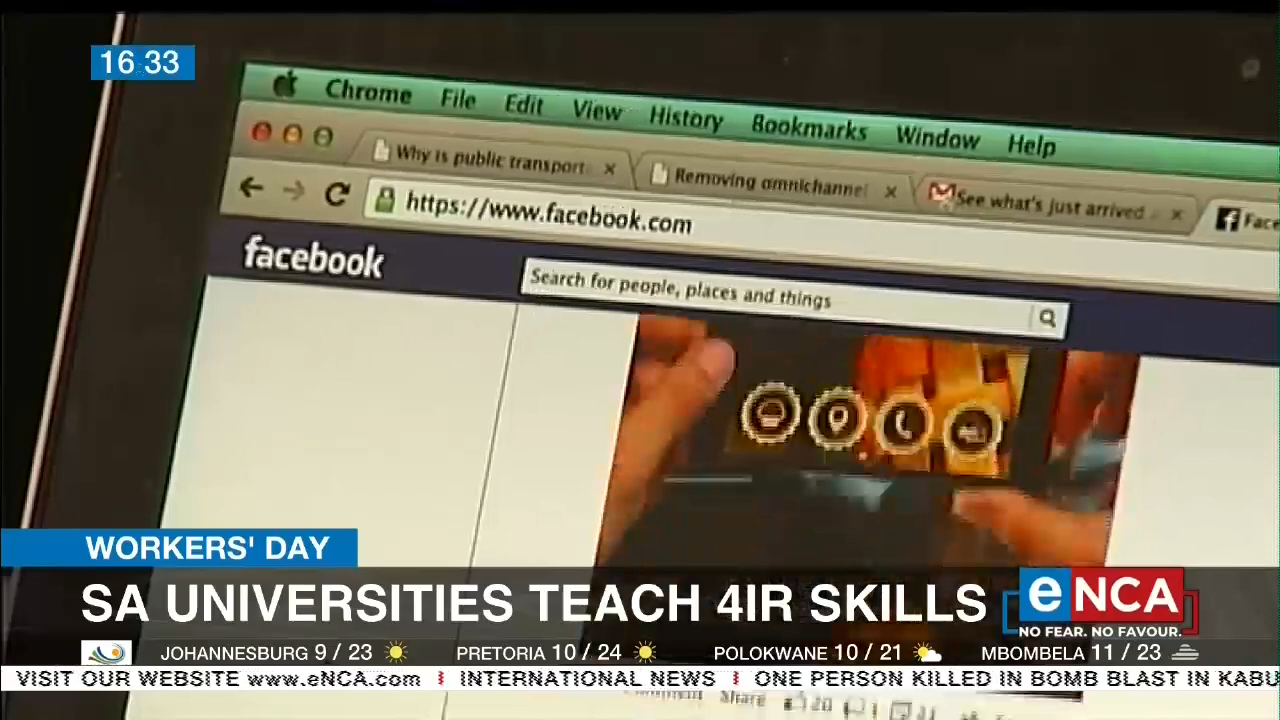 16:33
Chrome File Edit View History Bookmarks Window Help
Why is public transport
Removing omnichannel
See what's just arrived
Face
https://www.facebook.com
facebook
Search for people, places and things
WORKERS' DAY
SA UNIVERSITIES TEACH 4IR SKILLS
eNCA
NO FEAR. NO FAVOUR.
JOHANNESBURG 9 / 23 PRETORIA 10 / 24 POLOKWANE 10 / 21 MBOMBELA 11 / 23
VISIT OUR WEBSITE www.eNCA.com INTERNATIONAL NEWS ONE PERSON KILLED IN BOMB BLAST IN KABU
Share